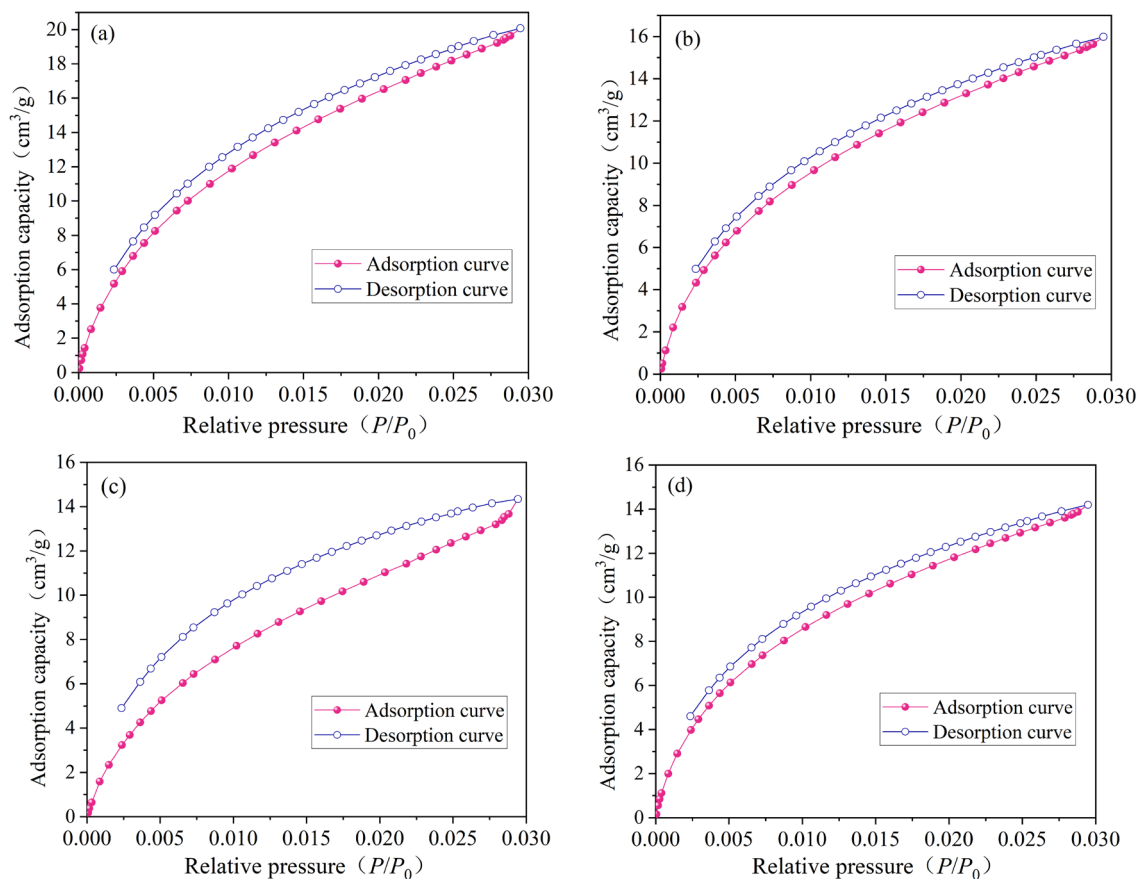 (a)
20
18
16
14
12
10
8
6
4
2
0
Adsorption capacity（cm³/g）
Adsorption curve
Desorption curve
0.000 0.005 0.010 0.015 0.020 0.025 0.030
Relative pressure（P/P₀）
(b)
16
14
12
10
8
6
4
2
0
Adsorption capacity（cm³/g）
Adsorption curve
Desorption curve
0.000 0.005 0.010 0.015 0.020 0.025 0.030
Relative pressure（P/P₀）
(c)
16
14
12
10
8
6
4
2
0
Adsorption capacity（cm³/g）
Adsorption curve
Desorption curve
0.000 0.005 0.010 0.015 0.020 0.025 0.030
Relative pressure（P/P₀）
(d)
16
14
12
10
8
6
4
2
0
Adsorption capacity（cm³/g）
Adsorption curve
Desorption curve
0.000 0.005 0.010 0.015 0.020 0.025 0.030
Relative pressure（P/P₀）